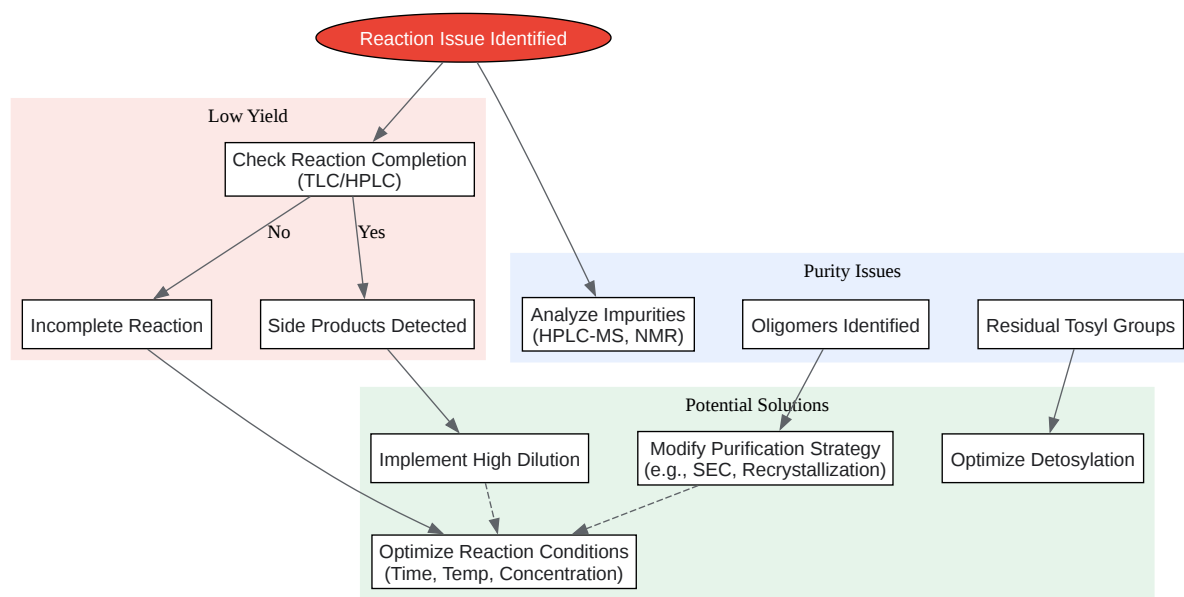 Reaction Issue Identified
Low Yield
Check Reaction Completion
(TLC/HPLC)
No
Yes
Incomplete Reaction
Side Products Detected
Purity Issues
Analyze Impurities
(HPLC-MS, NMR)
Oligomers Identified
Residual Tosyl Groups
Potential Solutions
Implement High Dilution
Modify Purification Strategy
(e.g., SEC, Recrystallization)
Optimize Detosylation
Optimize Reaction Conditions
(Time, Temp, Concentration)